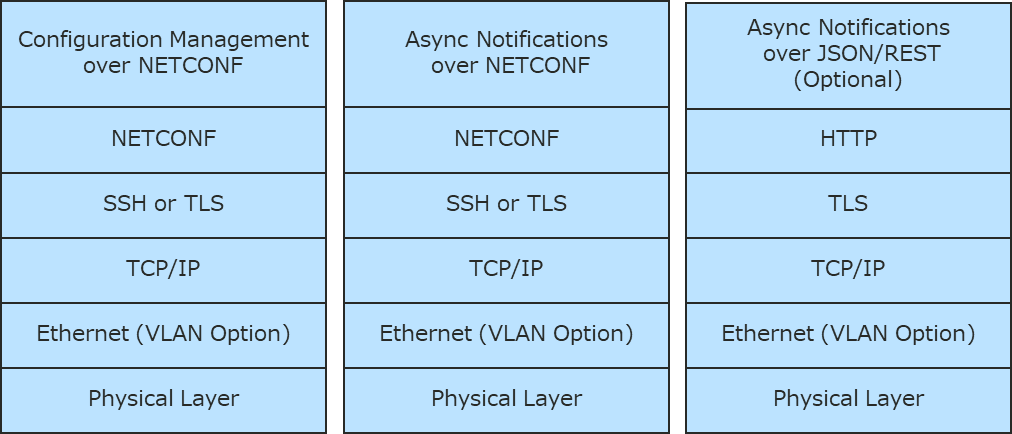 Configuration Management
over NETCONF
NETCONF
SSH or TLS
TCP/IP
Ethernet (VLAN Option)
Physical Layer
Async Notifications
over NETCONF
NETCONF
SSH or TLS
TCP/IP
Ethernet (VLAN Option)
Physical Layer
Async Notifications
over JSON/REST
(Optional)
HTTP
TLS
TCP/IP
Ethernet (VLAN Option)
Physical Layer